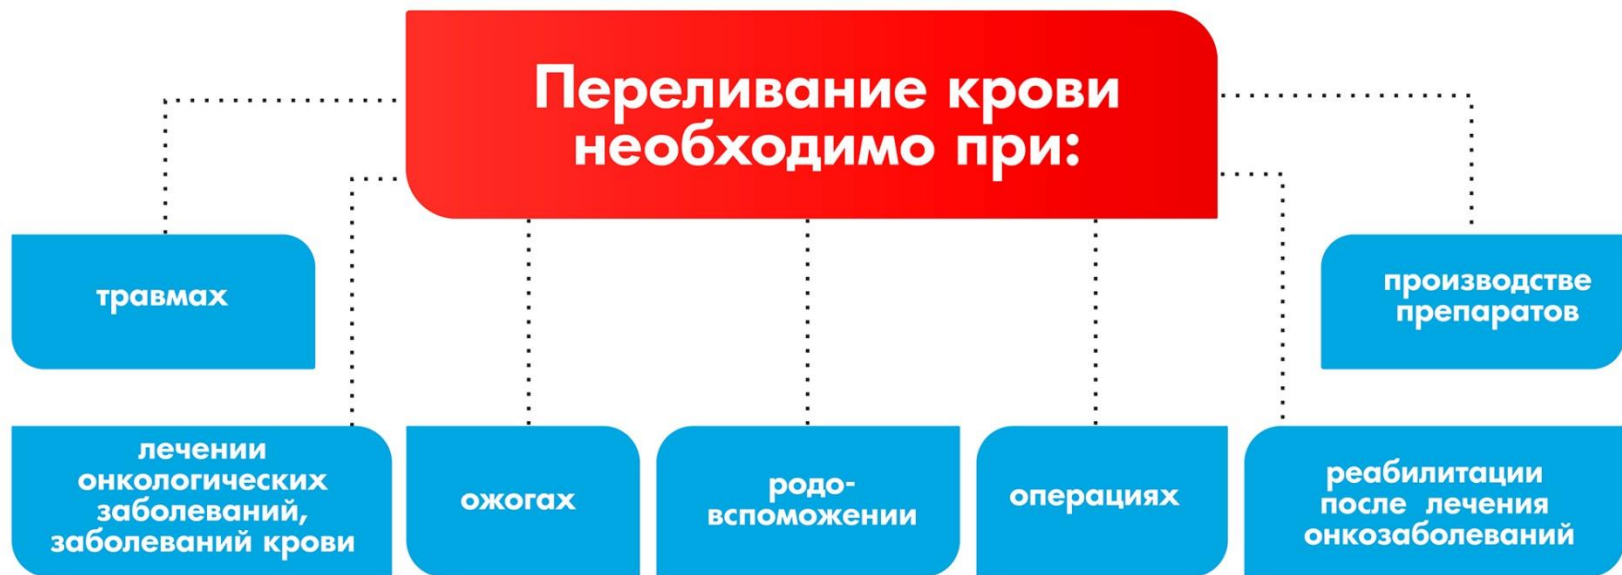 Переливание крови
необходимо при:
травмах
производстве
препаратов
лечении
онкологических
заболеваний,
заболеваний крови
ожогах
родо-
вспоможении
операциях
реабилитации
после лечения
онкозаболеваний